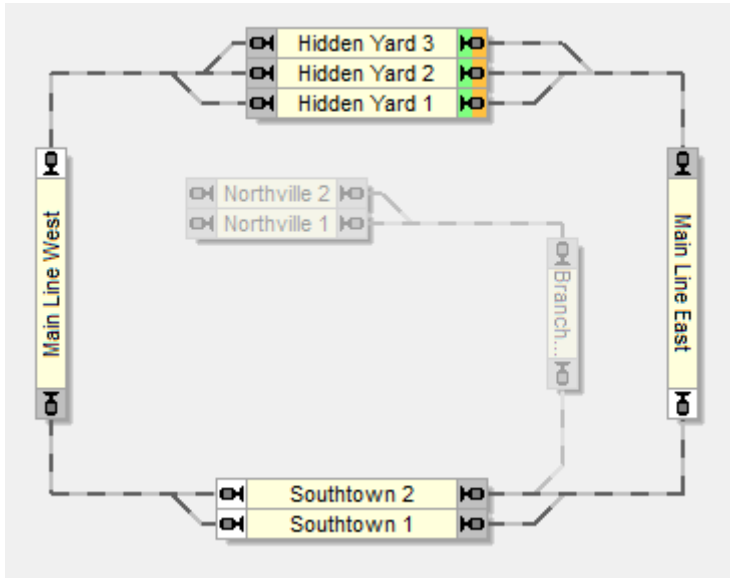 Hidden Yard 3
Hidden Yard 2
Hidden Yard 1
Northville 2
Northville 1
Main Line West
Branch...
Main Line East
Southtown 2
Southtown 1